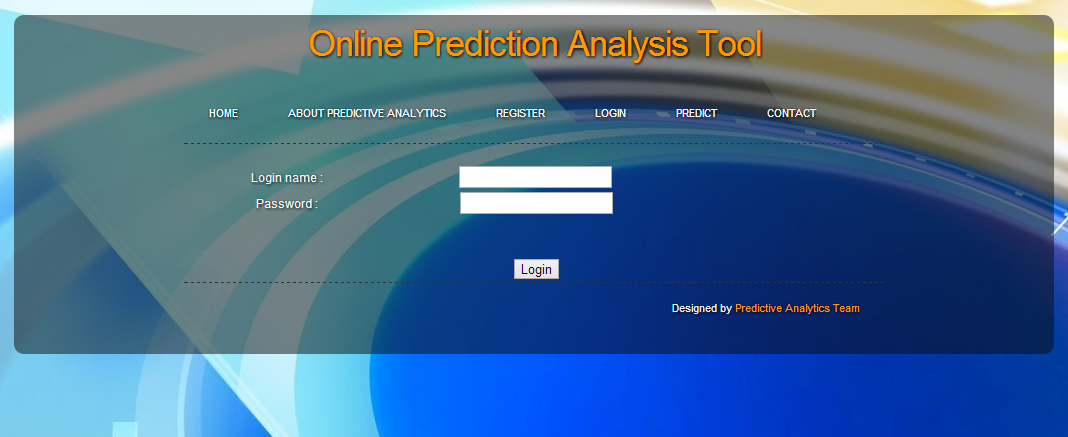 Online Prediction Analysis Tool
HOME ABOUT PREDICTIVE ANALYTICS REGISTER LOGIN PREDICT CONTACT
Login name :
Password :
Login
Designed by Predictive Analytics Team